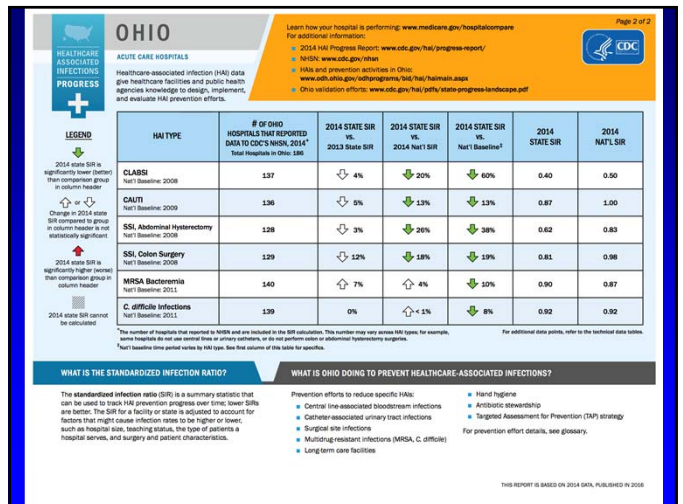 Page 2 of 2
HEALTHCARE
ASSOCIATED
INFECTIONS
PROGRESS
OHIO
ACUTE CARE HOSPITALS
Healthcare-associated infection (HAI) data
give healthcare facilities and public health
agencies knowledge to design, implement,
and evaluate HAI prevention efforts.
Learn how your hospital is performing: www.medicare.gov/hospitalcompare
For additional information:
■ 2014 HAI Progress Report: www.cdc.gov/hai/progress-report/
■ NHSN: www.cdc.gov/nhsn
■ HAIs and prevention activities in Ohio:
www.odh.ohio.gov/odhprograms/bid/hai/haimain.aspx
■ Ohio validation efforts: www.cdc.gov/hai/pdfs/state-progress-landscape.pdf
CDC
LEGEND
2014 state SIR is
significantly lower (better)
than comparison group
in column header
or
Change in 2014 state
SIR compared to group
in column header is not
statistically significant
2014 state SIR is
significantly higher (worse)
than comparison group in
column header
2014 state SIR cannot
be calculated
HAI TYPE
# OF OHIO
HOSPITALS THAT REPORTED
DATA TO CDC'S NHSN, 2014*
Total Hospitals in Ohio: 186
2014 STATE SIR
vs.
2013 State SIR
2014 STATE SIR
vs.
2014 Nat'l SIR
2014 STATE SIR
vs.
Nat'l Baseline‡
2014
STATE SIR
2014
NAT'L SIR
CLABSI
Nat'l Baseline: 2008
137 4% 20% 60% 0.40 0.50
CAUTI
Nat'l Baseline: 2009
136 5% 13% 13% 0.87 1.00
SSI, Abdominal Hysterectomy
Nat'l Baseline: 2008
128 3% 26% 38% 0.62 0.83
SSI, Colon Surgery
Nat'l Baseline: 2008
129 12% 18% 19% 0.81 0.98
MRSA Bacteremia
Nat'l Baseline: 2011
140 7% 4% 10% 0.90 0.87
C. difficile Infections
Nat'l Baseline: 2011
139 0% < 1% 8% 0.92 0.92
*The number of hospitals that reported to NHSN and are included in the SIR calculation. This number may vary across HAI types; for example,
some hospitals do not use central lines or urinary catheters, or do not perform colon or abdominal hysterectomy surgeries.
‡Nat'l baseline time period varies by HAI type. See first column of this table for specifics.
For additional data points, refer to the technical data tables.
WHAT IS THE STANDARDIZED INFECTION RATIO?
The standardized infection ratio (SIR) is a summary statistic that
can be used to track HAI prevention progress over time; lower SIRs
are better. The SIR for a facility or state is adjusted to account for
factors that might cause infection rates to be higher or lower,
such as hospital size, teaching status, the type of patients a
hospital serves, and surgery and patient characteristics.
WHAT IS OHIO DOING TO PREVENT HEALTHCARE-ASSOCIATED INFECTIONS?
Prevention efforts to reduce specific HAIs:
■ Central line-associated bloodstream infections
■ Catheter-associated urinary tract infections
■ Surgical site infections
■ Multidrug-resistant infections (MRSA, C. difficile)
■ Long-term care facilities
■ Hand hygiene
■ Antibiotic stewardship
■ Targeted Assessment for Prevention (TAP) strategy
For prevention effort details, see glossary.
THIS REPORT IS BASED ON 2014 DATA, PUBLISHED IN 2016